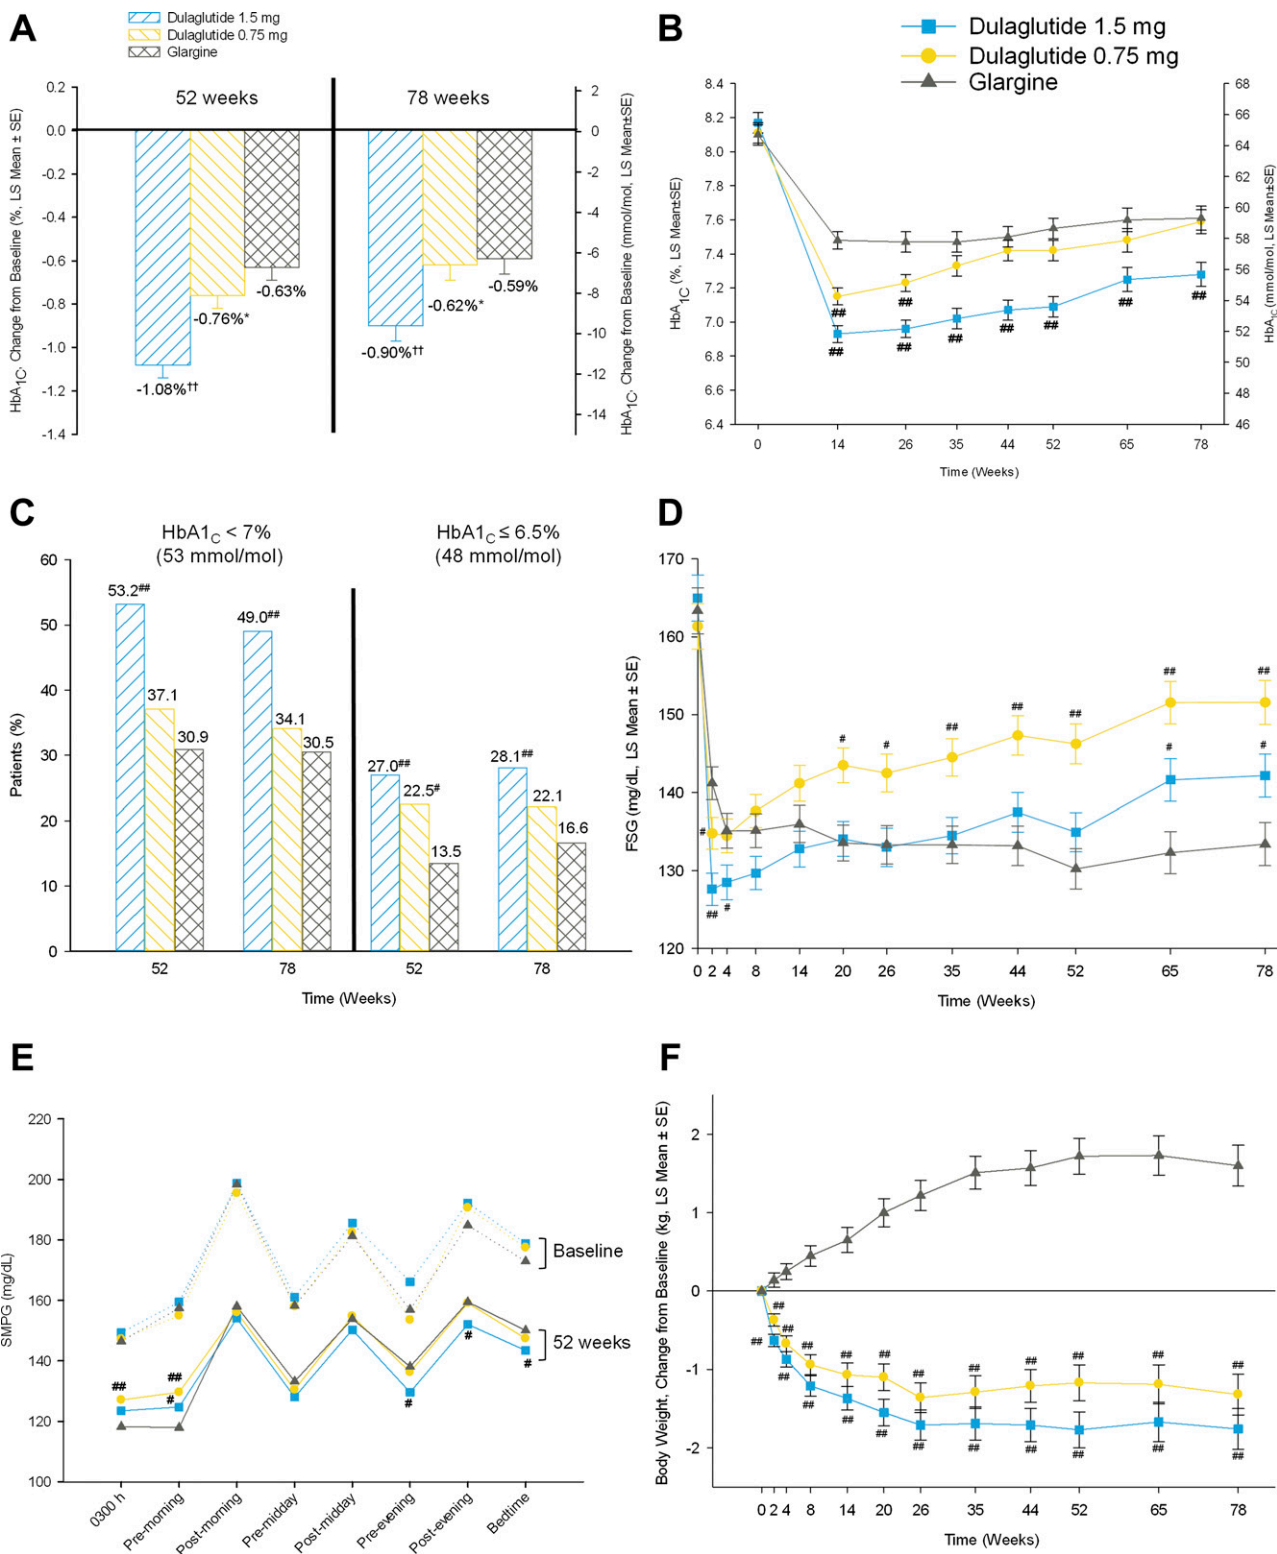 A
Dulaglutide 1.5 mg
Dulaglutide 0.75 mg
Glargine
HbA1C, Change from Baseline (%, LS Mean ± SE)
0.2
0.0
-0.2
-0.4
-0.6
-0.8
-1.0
-1.2
-1.4
52 weeks
78 weeks
-1.08%††
-0.76%*
-0.63%
-0.90%††
-0.62%*
-0.59%
2
0
-2
-4
-6
-8
-10
-12
-14
HbA1C, Change from Baseline (mmol/mol, LS Mean±SE)
B
Dulaglutide 1.5 mg
Dulaglutide 0.75 mg
Glargine
HbA1C (%, LS Mean±SE)
8.4
8.2
8.0
7.8
7.6
7.4
7.2
7.0
6.8
6.6
6.4
68
66
64
62
60
58
56
54
52
50
48
46
HbA1C (mmol/mol, LS Mean±SE)
## ##
## ## ## ## ## ## ##
0 14 26 35 44 52 65 78
Time (Weeks)
C
HbA1C < 7%
(53 mmol/mol)
HbA1C ≤ 6.5%
(48 mmol/mol)
Patients (%)
60
50
40
30
20
10
0
53.2##
37.1
30.9
49.0##
34.1
30.5
27.0##
22.5#
13.5
28.1##
22.1
16.6
52 78 52 78
Time (Weeks)
D
FSG (mg/dL, LS Mean ± SE)
170
160
150
140
130
120
# # # ## ## ## ## ##
## # # #
0 2 4 8 14 20 26 35 44 52 65 78
Time (Weeks)
E
SMPG (mg/dL)
220
200
180
160
140
120
100
Baseline
52 weeks
## ##
# # # #
0300 h
Pre-morning
Post-morning
Pre-midday
Post-midday
Pre-evening
Post-evening
Bedtime
F
Body Weight, Change from Baseline (kg, LS Mean ± SE)
2
1
0
-1
-2
## ## ## ## ## ## ## ## ## ## ##
## ## ## ## ## ## ## ## ## ## ##
0 2 4 8 14 20 26 35 44 52 65 78
Time (Weeks)